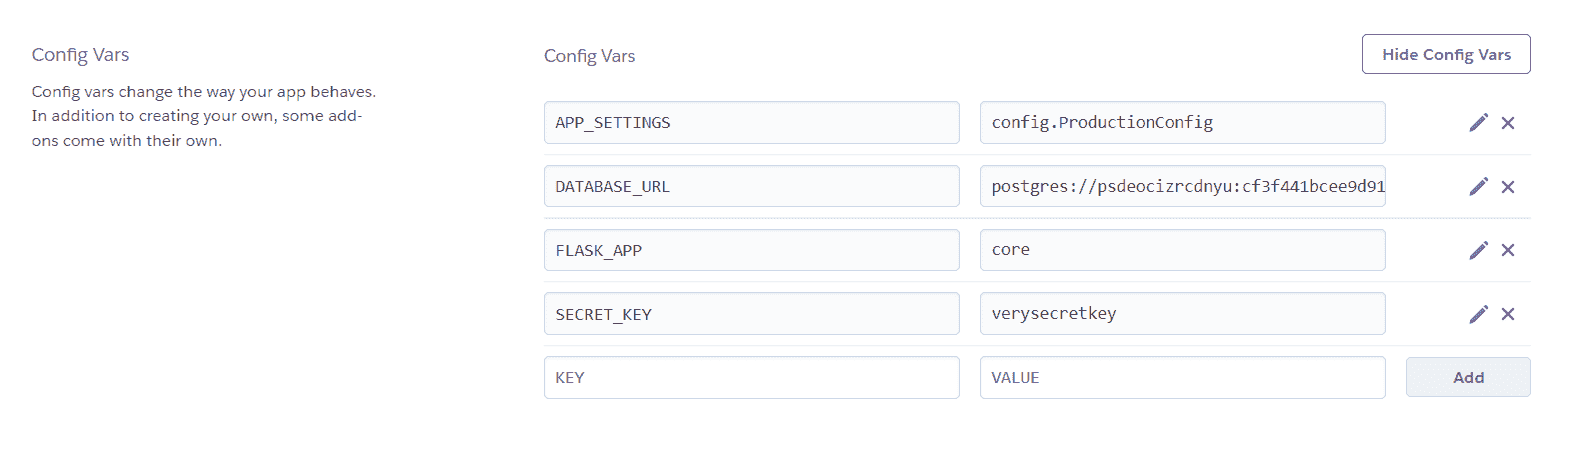 Config Vars
Config vars change the way your app behaves.
In addition to creating your own, some add-
ons come with their own.
Config Vars
Hide Config Vars
APP_SETTINGS config.ProductionConfig
DATABASE_URL postgres://psdeocizrcdnyu:cf3f441bcee9d91
FLASK_APP core
SECRET_KEY verysecretkey
KEY VALUE Add